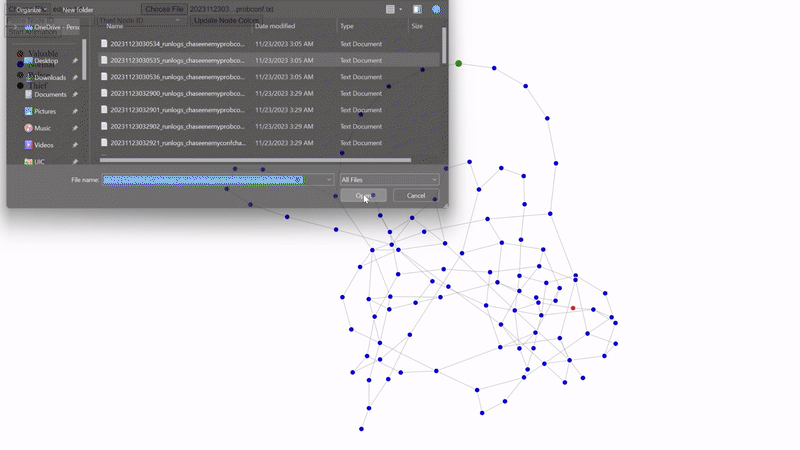 Choose File
2023112303...probconf.txt
Organize
New folder
Third Node ID
Update Node Colors
OneDrive - Pers
Name
Date modified
Type
Size
20231123030534_runlogs_chaseenemyprobco...
11/23/2023 3:05 AM
Text Document
20231123030535_runlogs_chaseenemyprobco...
11/23/2023 3:05 AM
Text Document
20231123030536_runlogs_chaseenemyprobco...
11/23/2023 3:05 AM
Text Document
20231123032900_runlogs_chaseenemyprobco...
11/23/2023 3:29 AM
Text Document
20231123032901_runlogs_chaseenemyprobco...
11/23/2023 3:29 AM
Text Document
20231123032902_runlogs_chaseenemyprobco...
11/23/2023 3:29 AM
Text Document
20231123032921_runlogs_chaseenemyconfcha...
11/23/2023 3:29 AM
Text Document
Valuable
Desktop
Downloads
Thief
Documents
Pictures
Music
Videos
UIC
File name:
All Files
Open
Cancel